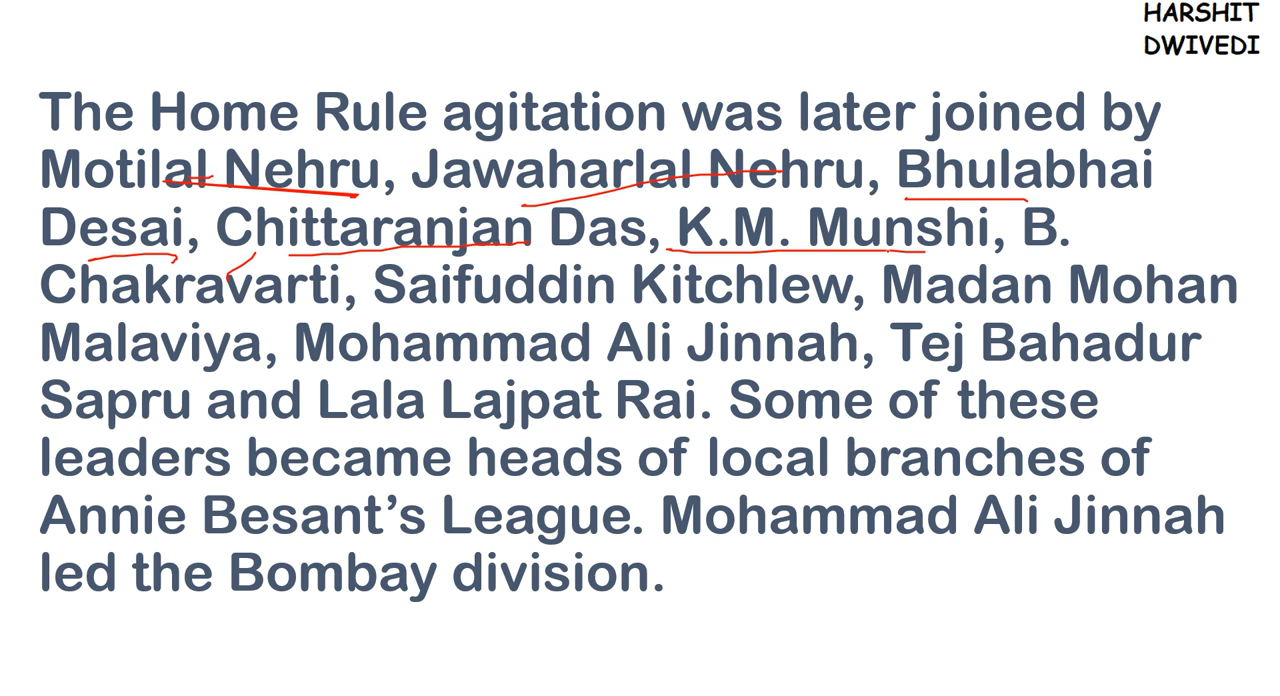 HARSHIT
DWIVEDI
The Home Rule agitation was later joined by
Motilal Nehru, Jawaharlal Nehru, Bhulabhai
Desai, Chittaranjan Das, K.M. Munshi, B.
Chakravarti, Saifuddin Kitchlew, Madan Mohan
Malaviya, Mohammad Ali Jinnah, Tej Bahadur
Sapru and Lala Lajpat Rai. Some of these
leaders became heads of local branches of
Annie Besant’s League. Mohammad Ali Jinnah
led the Bombay division.